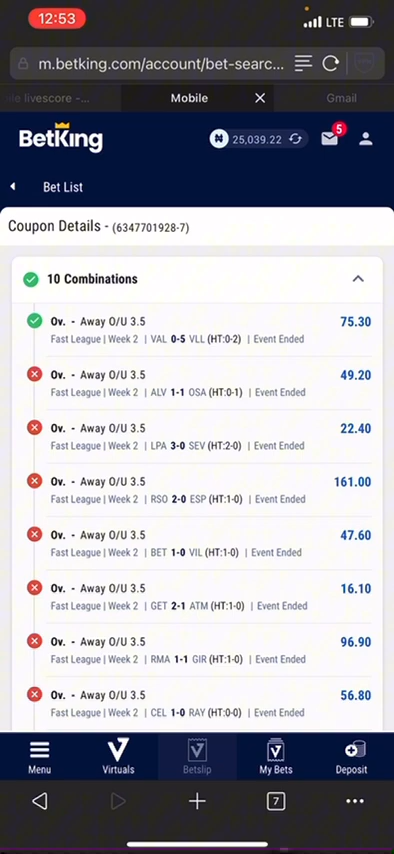 12:53
LTE
m.betking.com/account/bet-searc...
livescore -...
Mobile
Gmail
BetKing
₦ 25,039.22
5
Bet List
Coupon Details - (6347701928-7)
10 Combinations
Ov. - Away O/U 3.5 75.30
Fast League | Week 2 | VAL 0-5 VLL (HT:0-2) | Event Ended
Ov. - Away O/U 3.5 49.20
Fast League | Week 2 | ALV 1-1 OSA (HT:0-1) | Event Ended
Ov. - Away O/U 3.5 22.40
Fast League | Week 2 | LPA 3-0 SEV (HT:2-0) | Event Ended
Ov. - Away O/U 3.5 161.00
Fast League | Week 2 | RSO 2-0 ESP (HT:1-0) | Event Ended
Ov. - Away O/U 3.5 47.60
Fast League | Week 2 | BET 1-0 VIL (HT:1-0) | Event Ended
Ov. - Away O/U 3.5 16.10
Fast League | Week 2 | GET 2-1 ATM (HT:1-0) | Event Ended
Ov. - Away O/U 3.5 96.90
Fast League | Week 2 | RMA 1-1 GIR (HT:1-0) | Event Ended
Ov. - Away O/U 3.5 56.80
Fast League | Week 2 | CEL 1-0 RAY (HT:0-0) | Event Ended
Menu
Virtuals
Betslip
My Bets
Deposit
7